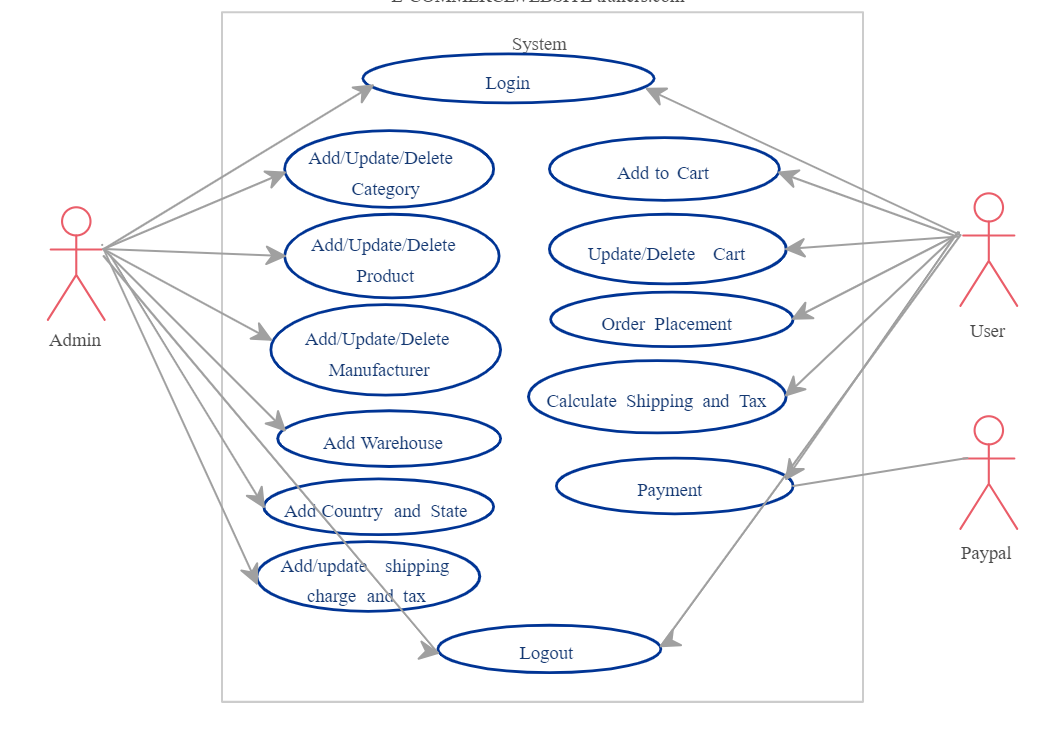 System
Login
Add/Update/Delete
Category
Add to Cart
Add/Update/Delete
Product
Update/Delete Cart
Order Placement
Admin
User
Add/Update/Delete
Manufacturer
Calculate Shipping and Tax
Add Warehouse
Payment
Add Country and State
Paypal
Add/update shipping
charge and tax
Logout